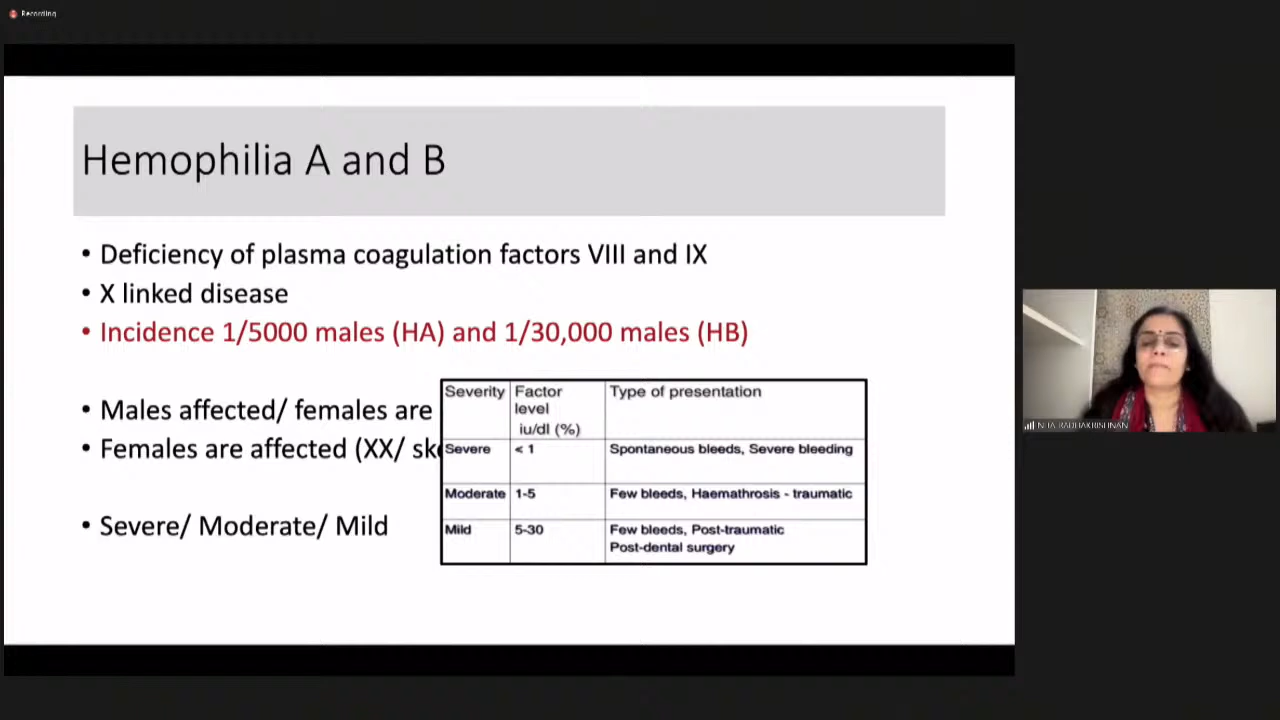 Recording
Hemophilia A and B
• Deficiency of plasma coagulation factors VIII and IX
• X linked disease
• Incidence 1/5000 males (HA) and 1/30,000 males (HB)
• Males affected/ females are
• Females are affected (XX/ sk
• Severe/ Moderate/ Mild
Severity Factor level iu/dl (%) Type of presentation
Severe < 1 Spontaneous bleeds, Severe bleeding
Moderate 1-5 Few bleeds, Haemathrosis - traumatic
Mild 5-30 Few bleeds, Post-traumatic
Post-dental surgery
NITA RADHAKRISHNAN